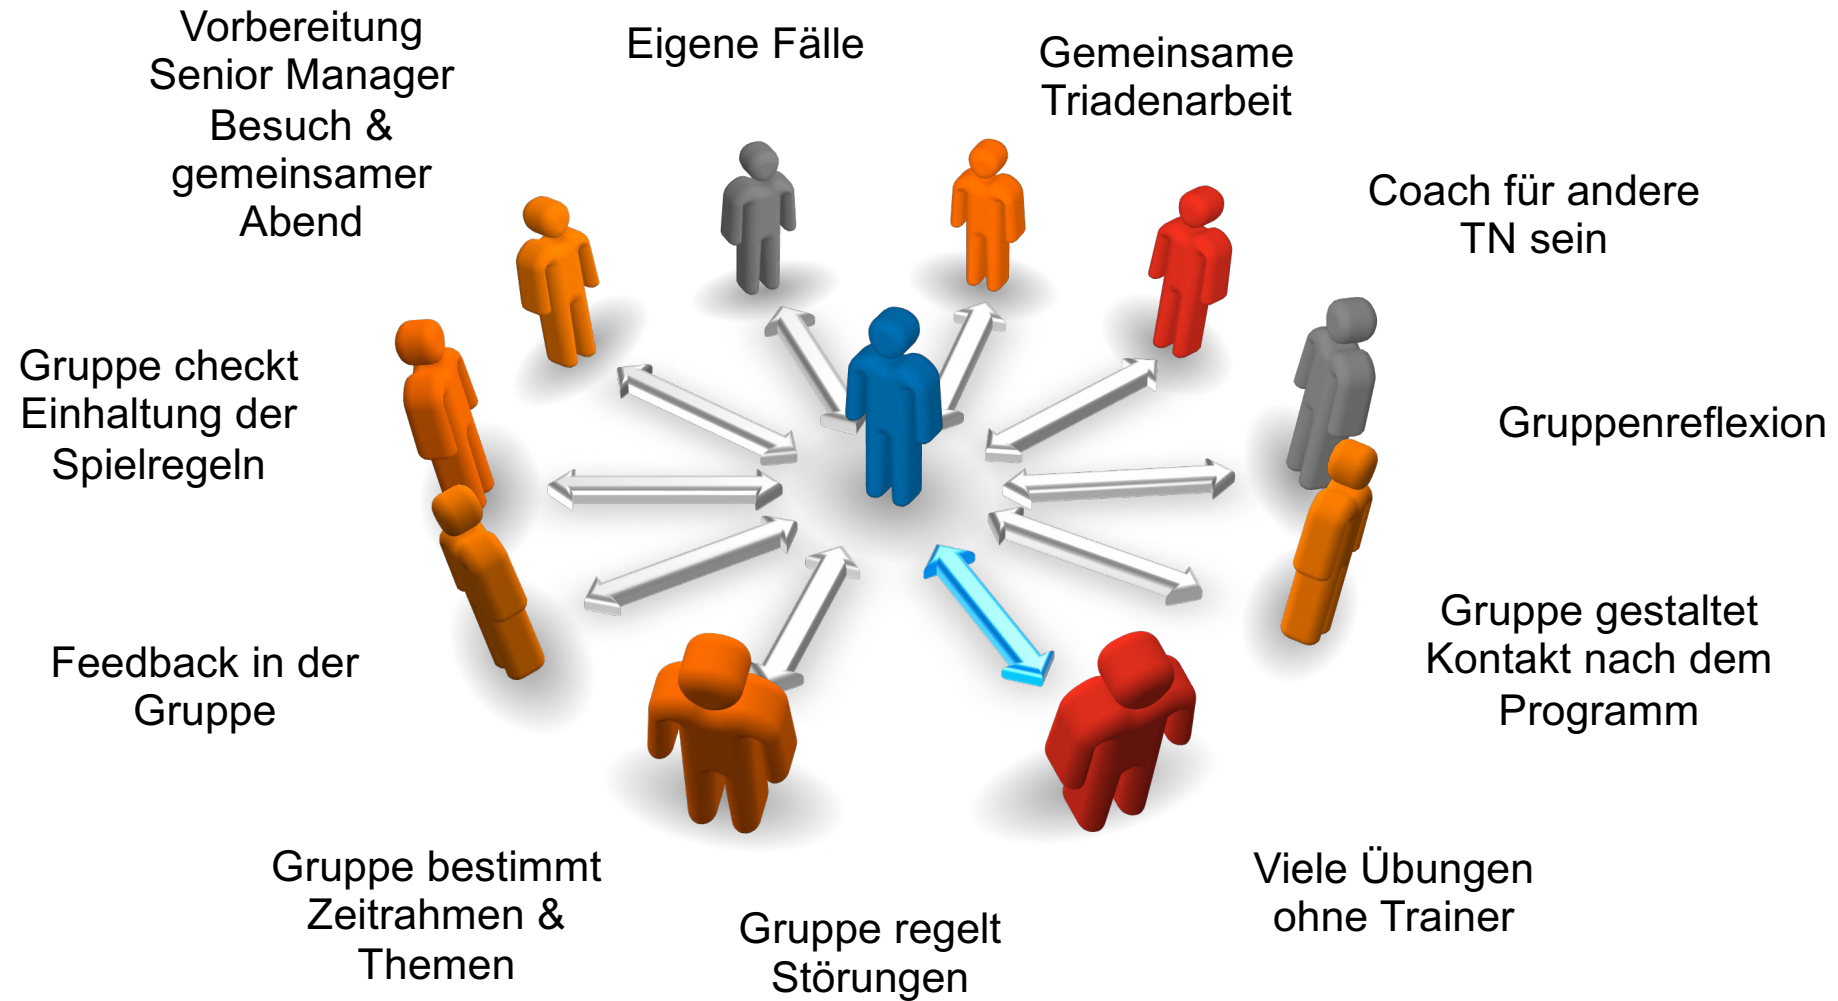 Vorbereitung
Senior Manager
Besuch &
gemeinsamer
Abend
Eigene Fälle
Gemeinsame
Triadenarbeit
Coach für andere
TN sein
Gruppe checkt
Einhaltung der
Spielregeln
Gruppenreflexion
Feedback in der
Gruppe
Gruppe gestaltet
Kontakt nach dem
Programm
Gruppe bestimmt
Zeitrahmen &
Themen
Gruppe regelt
Störungen
Viele Übungen
ohne Trainer